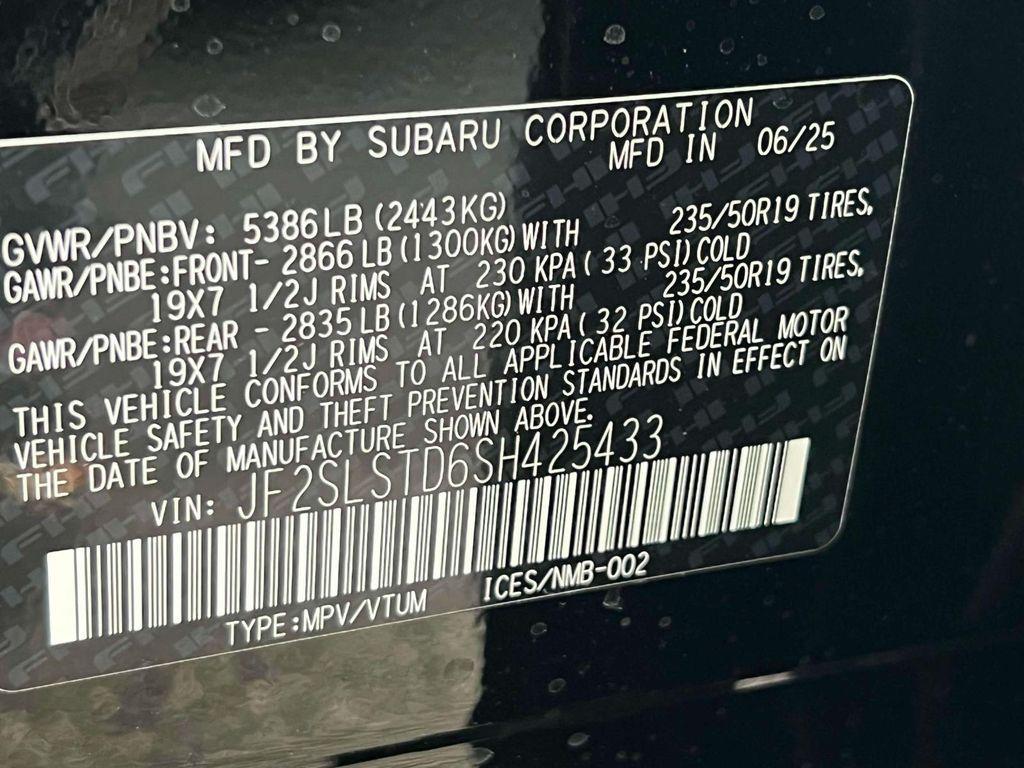 MFD BY SUBARU CORPORATION
MFD IN 06/25
GVWR/PNBV: 5386LB (2443KG)
GAWR/PNBE:FRONT- 2866LB (1300KG) WITH 235/50R19 TIRES,
19X7 1/2J RIMS AT 230 KPA ( 33 PSI) COLD
GAWR/PNBE:REAR - 2835LB (1286KG) WITH 235/50R19 TIRES,
19X7 1/2J RIMS AT 220 KPA ( 32 PSI) COLD
THIS VEHICLE CONFORMS TO ALL APPLICABLE FEDERAL MOTOR
VEHICLE SAFETY AND THEFT PREVENTION STANDARDS IN EFFECT ON
THE DATE OF MANUFACTURE SHOWN ABOVE.
VIN: JF2SLSTD6SH425433
TYPE:MPV/VTUM ICES/NMB-002